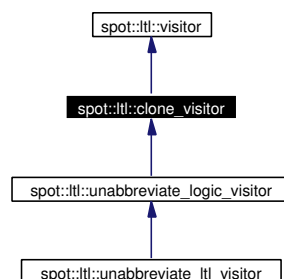 spot::ltl::visitor
spot::ltl::clone_visitor
spot::ltl::unabbreviate_logic_visitor
spot::ltl::unabbreviate_ltl_visitor